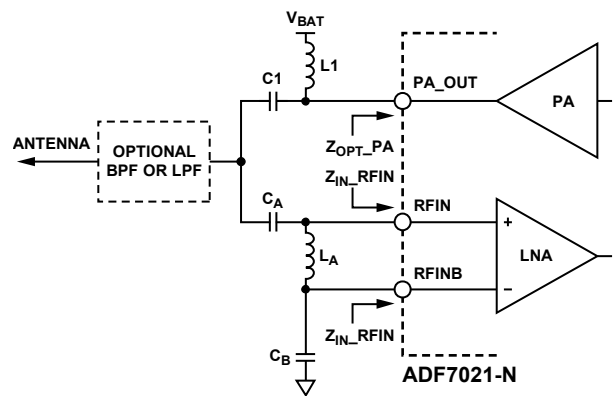 VBAT
L1
C1
PA_OUT
PA
ANTENNA
OPTIONAL
BPF OR LPF
ZOPT_PA
ZIN_RFIN
CA
RFIN
+
LA
LNA
RFINB
−
ZIN_RFIN
CB
ADF7021-N